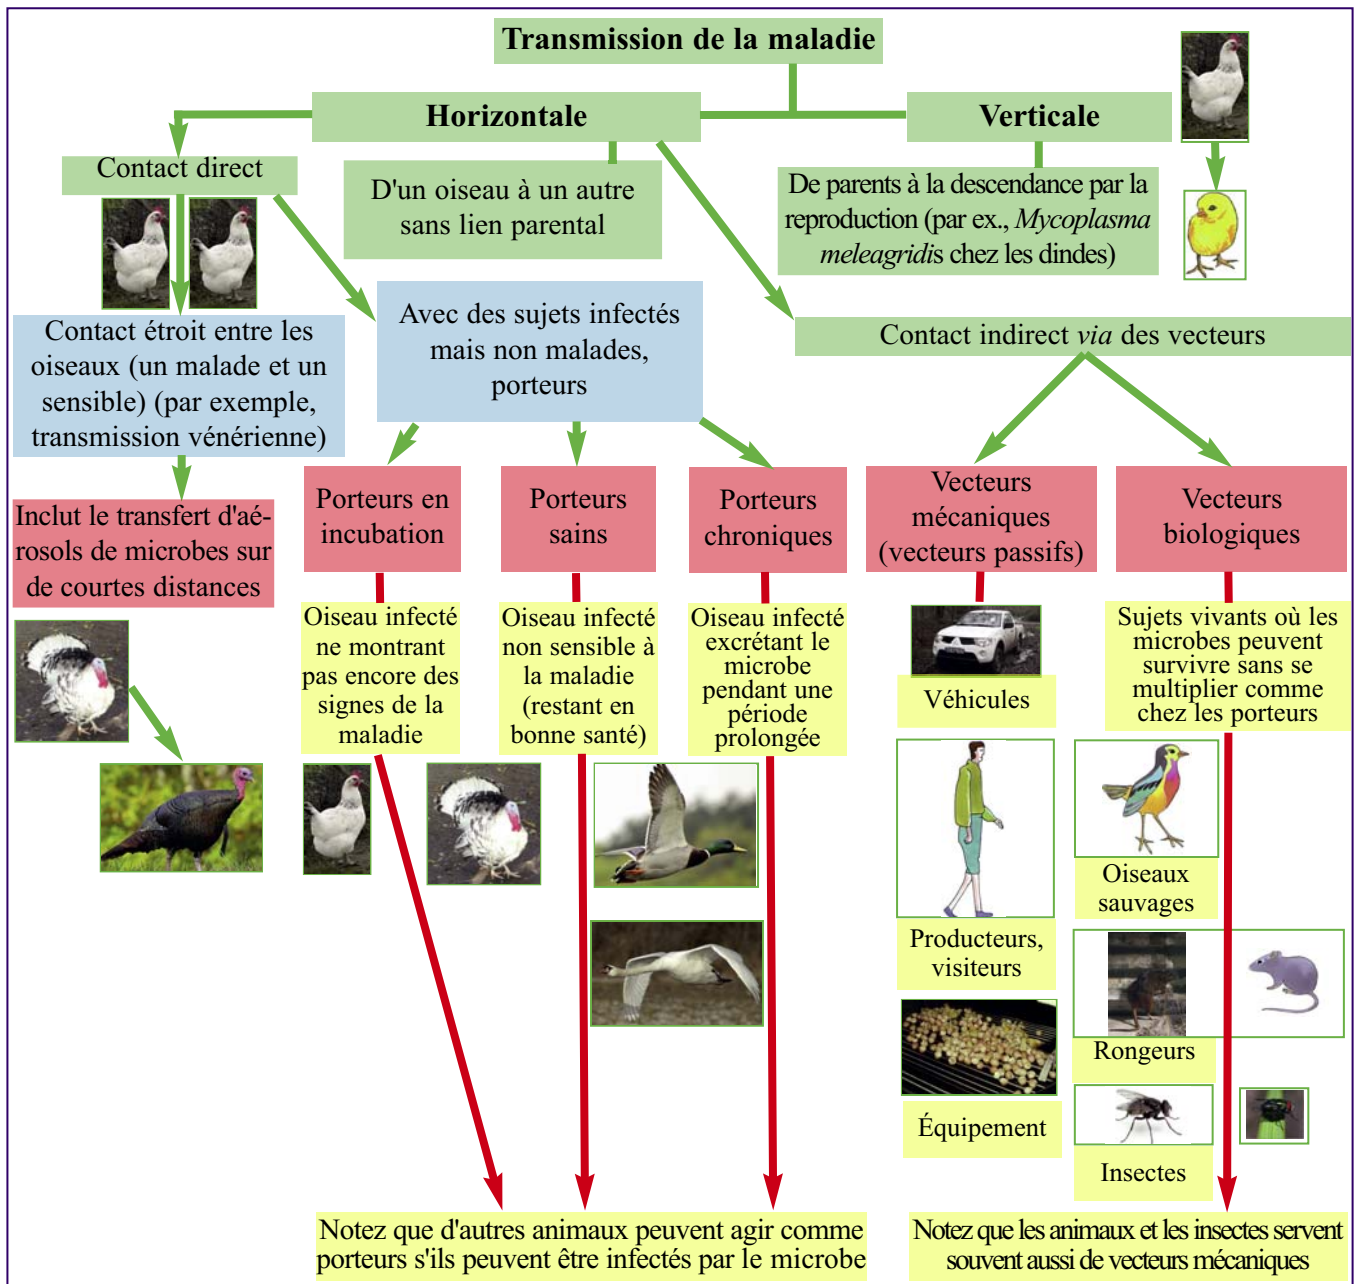 Transmission de la maladie
Horizontale
Verticale
Contact direct
D'un oiseau à un autre
sans lien parental
De parents à la descendance par la
reproduction (par ex., Mycoplasma
meleagridis chez les dindes)
Contact étroit entre les
oiseaux (un malade et un
sensible) (par exemple,
transmission vénérienne)
Avec des sujets infectés
mais non malades,
porteurs
Contact indirect via des vecteurs
Inclut le transfert d'aé-
rosols de microbes sur
de courtes distances
Porteurs en
incubation
Porteurs
sains
Porteurs
chroniques
Vecteurs
mécaniques
(vecteurs passifs)
Vecteurs
biologiques
Oiseau infecté
ne montrant
pas encore des
signes de la
maladie
Oiseau infecté
non sensible à
la maladie
(restant en
bonne santé)
Oiseau infecté
excrétant le
microbe
pendant une
période
prolongée
Véhicules
Sujets vivants où les
microbes peuvent
survivre sans se
multiplier comme
chez les porteurs
Producteurs,
visiteurs
Oiseaux
sauvages
Rongeurs
Équipement
Insectes
Notez que d'autres animaux peuvent agir comme
porteurs s'ils peuvent être infectés par le microbe
Notez que les animaux et les insectes servent
souvent aussi de vecteurs mécaniques